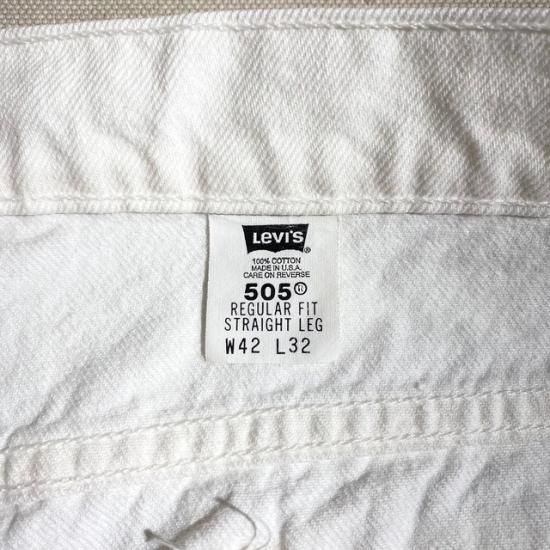 LEVI'S ®
100% COTTON
MADE IN U.S.A.
CARE ON REVERSE
505 ®
REGULAR FIT
STRAIGHT LEG
W42 L32